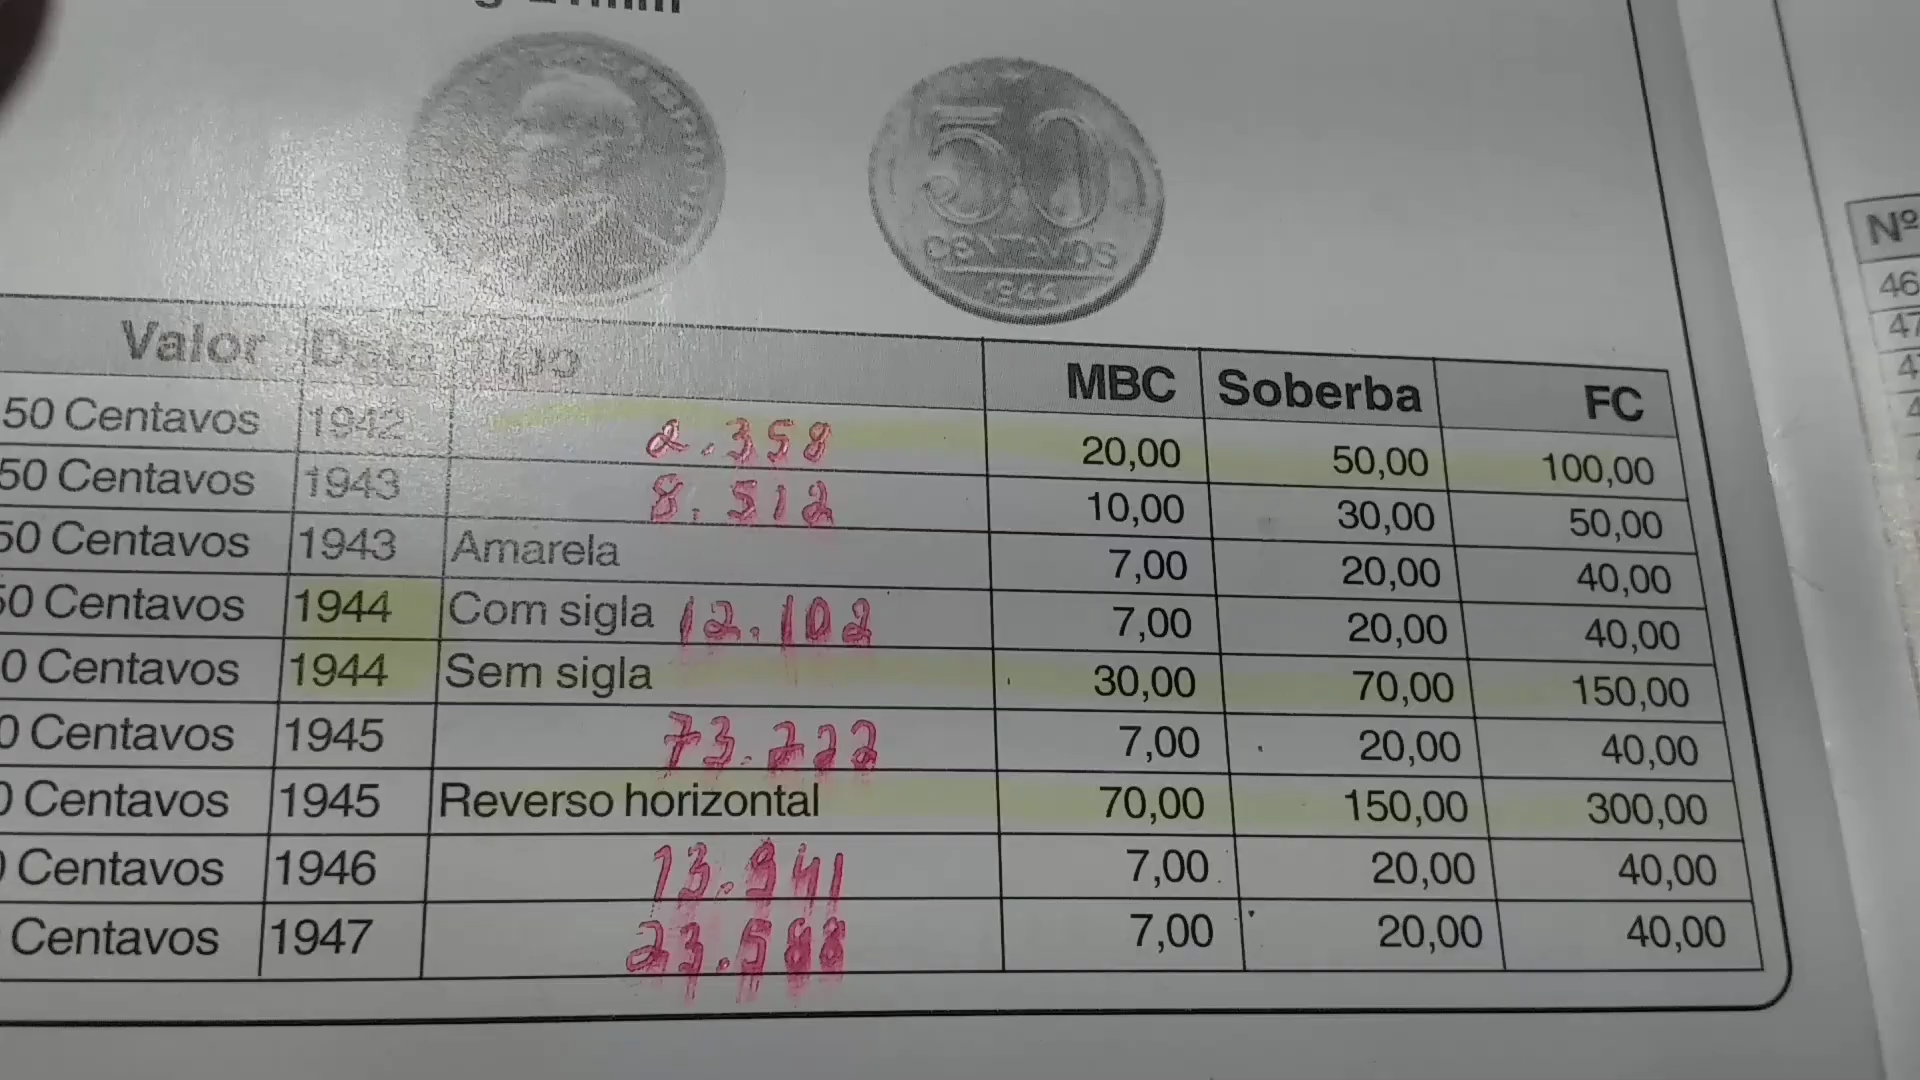 50
CENTAVOS
1944
Valor Data Tipo MBC Soberba FC
50 Centavos 1942 2.358 20,00 50,00 100,00
50 Centavos 1943 8.512 10,00 30,00 50,00
50 Centavos 1943 Amarela 7,00 20,00 40,00
50 Centavos 1944 Com sigla 12.102 7,00 20,00 40,00
0 Centavos 1944 Sem sigla 30,00 70,00 150,00
0 Centavos 1945 73.222 7,00 20,00 40,00
0 Centavos 1945 Reverso horizontal 70,00 150,00 300,00
Centavos 1946 13.941 7,00 20,00 40,00
Centavos 1947 23.588 7,00 20,00 40,00
Nº
46
47